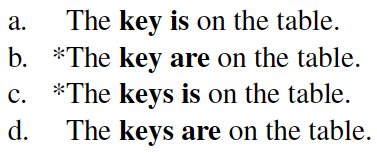 a. The key is on the table.
b. *The key are on the table.
c. *The keys is on the table.
d. The keys are on the table.